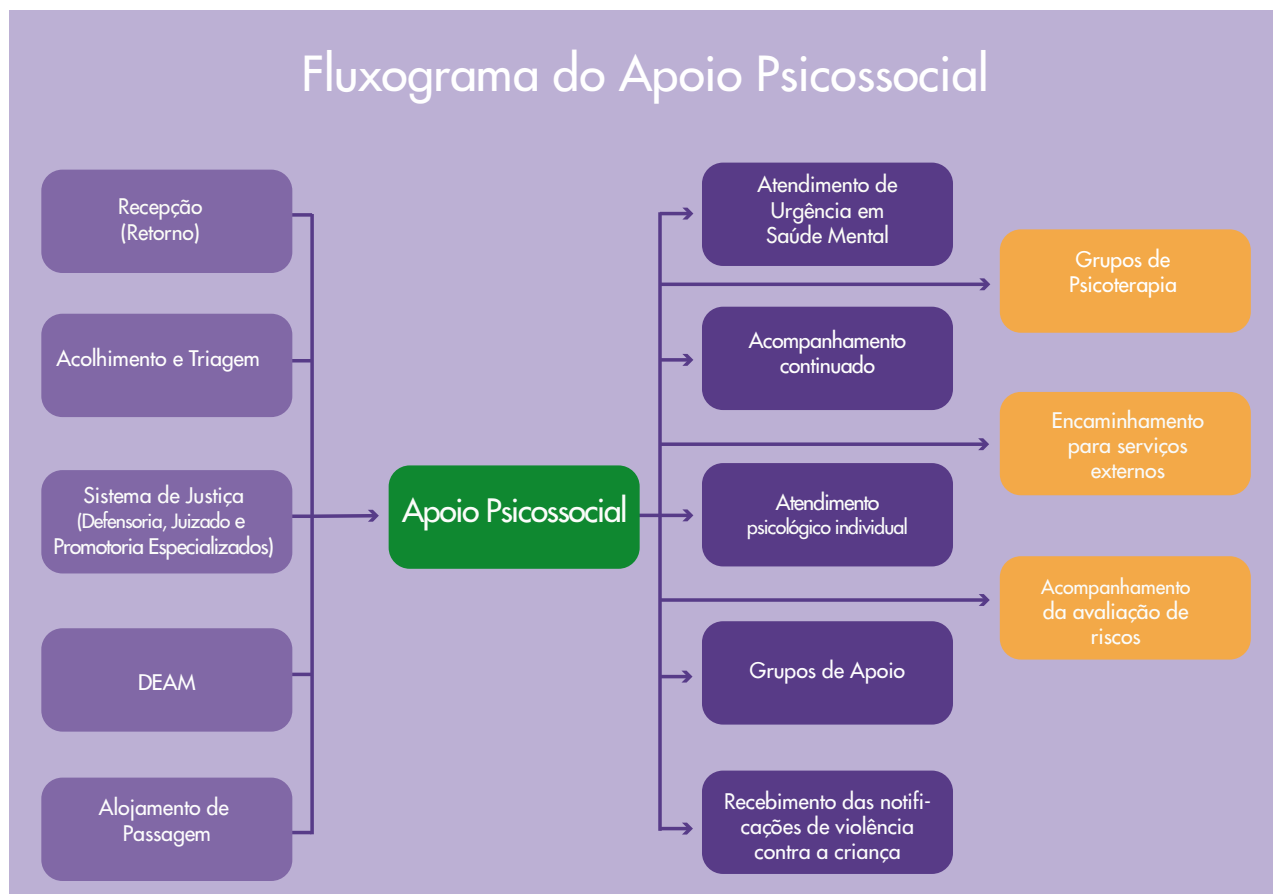 Fluxograma do Apoio Psicossocial
Recepção
(Retorno)
Acolhimento e Triagem
Sistema de Justiça
(Defensoria, Juizado e
Promotoria Especializados)
DEAM
Alojamento de
Passagem
Apoio Psicossocial
Atendimento de
Urgência em
Saúde Mental
Acompanhamento
continuado
Atendimento
psicológico individual
Grupos de Apoio
Recebimento das notifi-
cações de violência
contra a criança
Grupos de
Psicoterapia
Encaminhamento
para serviços
externos
Acompanhamento
da avaliação de
riscos